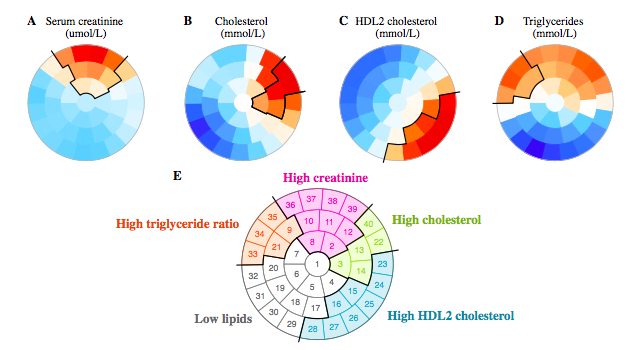 A Serum creatinine
(umol/L)
B Cholesterol
(mmol/L)
C HDL2 cholesterol
(mmol/L)
D Triglycerides
(mmol/L)
E
High creatinine
High triglyceride ratio
High cholesterol
Low lipids
High HDL2 cholesterol
36 37 38 39
35 10 11 40
34 9 12 22
33 21 8 2 13
7 3 14 23
32 20 1 24
6 4 15
31 19 5 16 25
30 18 17 26
29 28 27